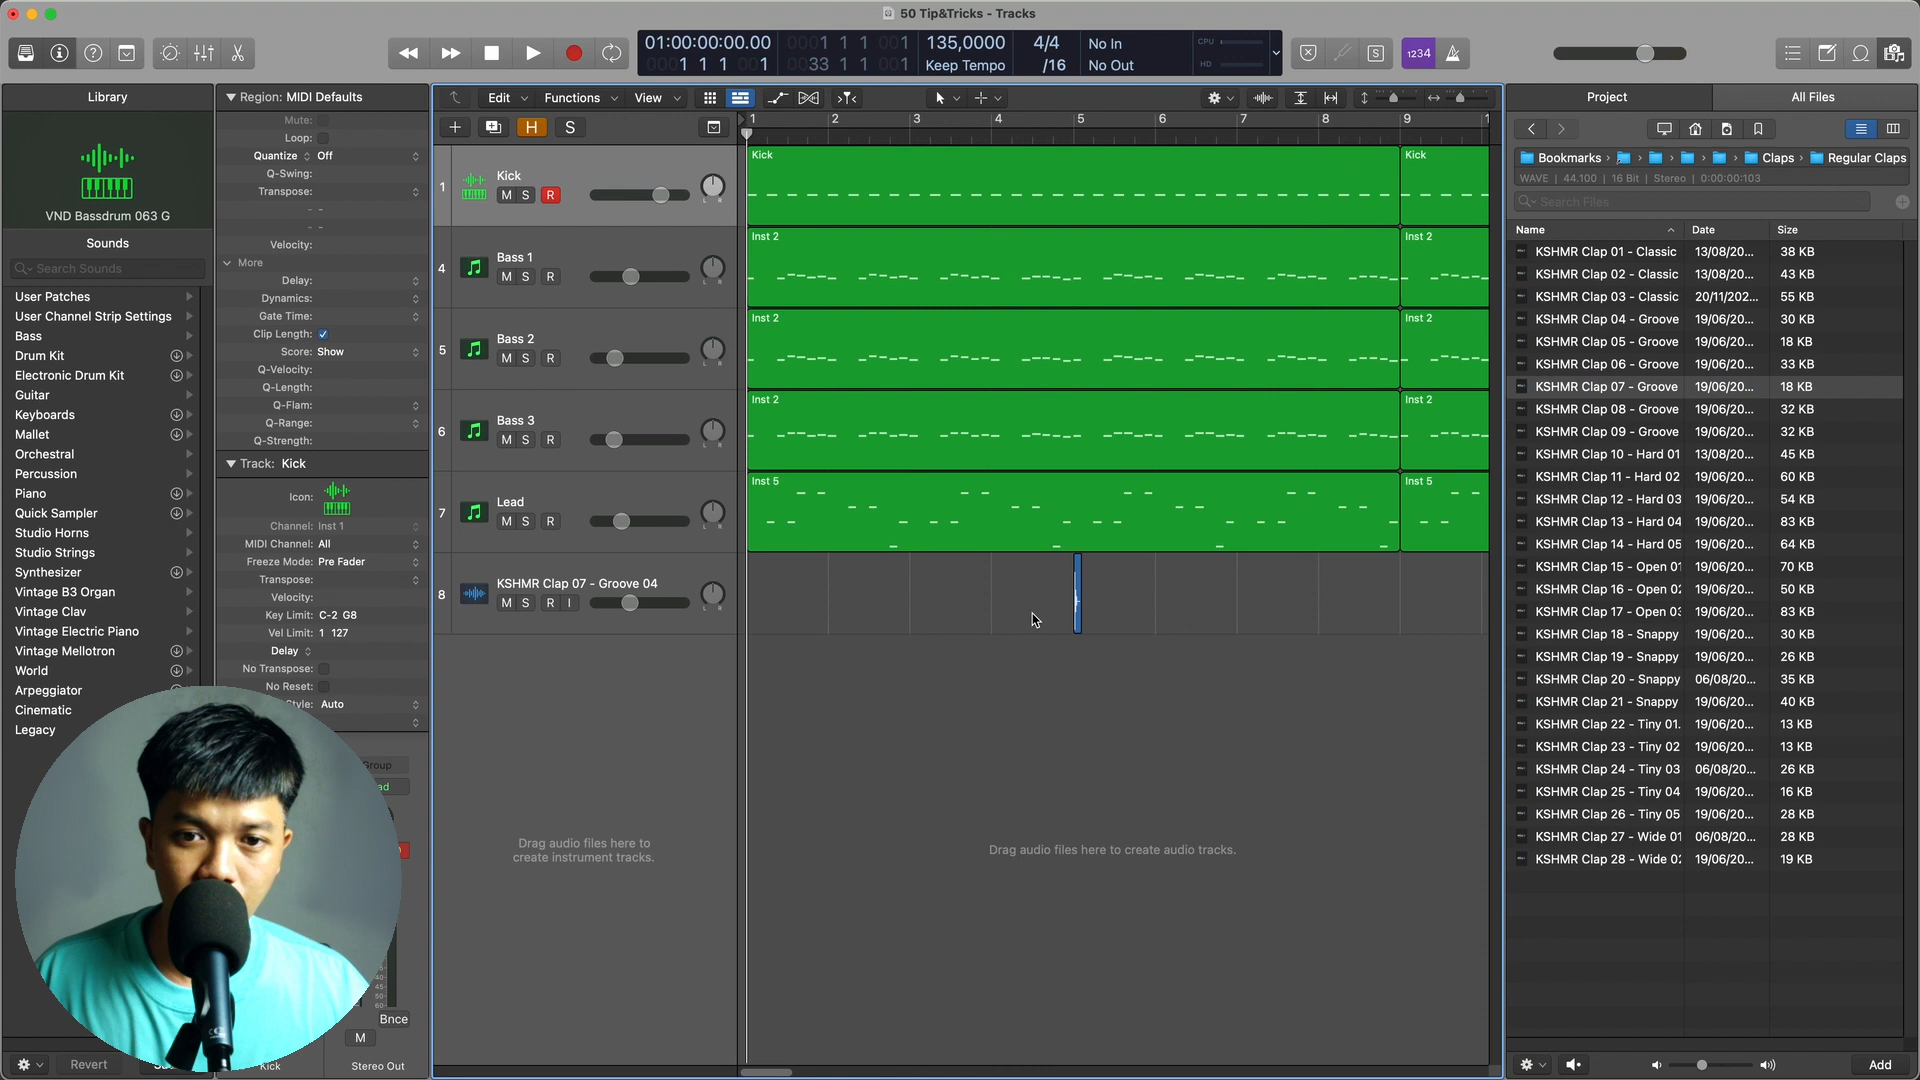 50 Tip&Tricks - Tracks
01:00:00:00.00
0001 1 1 001
135,0000
4/4
No In
CPU
1 1 1 001
0033 1 1 001
Keep Tempo
/16
No Out
HD
S
1234
Library
VND Bassdrum 063 G
Sounds
Search Sounds
User Patches
User Channel Strip Settings
Bass
Drum Kit
Electronic Drum Kit
Guitar
Keyboards
Mallet
Orchestral
Percussion
Piano
Quick Sampler
Studio Horns
Studio Strings
Synthesizer
Vintage B3 Organ
Vintage Clav
Vintage Electric Piano
Vintage Mellotron
World
Arpeggiator
Cinematic
Legacy
Revert
Region: MIDI Defaults
Mute:
Loop:
Quantize Off
Q-Swing:
Transpose:
Velocity:
More
Delay:
Dynamics:
Gate Time:
Clip Length:
Score: Show
Q-Velocity:
Q-Length:
Q-Flam:
Q-Range:
Q-Strength:
Track: Kick
Icon:
Channel: Inst 1
MIDI Channel: All
Freeze Mode: Pre Fader
Transpose:
Velocity:
Key Limit: C-2 G8
Vel Limit: 1 127
Delay
No Transpose:
No Reset:
Style: Auto
Group
Bnce
M
Kick
Stereo Out
Edit
Functions
View
H
S
1 2 3 4 5 6 7 8 9 1
1
Kick
M S R
L R
Kick
Kick
4
Bass 1
M S R
L R
Inst 2
Inst 2
5
Bass 2
M S R
L R
Inst 2
Inst 2
6
Bass 3
M S R
L R
Inst 2
Inst 2
7
Lead
M S R
L R
Inst 5
Inst 5
8
KSHMR Clap 07 - Groove 04
M S R I
L R
Drag audio files here to
create instrument tracks.
Drag audio files here to create audio tracks.
Project
All Files
Bookmarks
Claps
Regular Claps
WAVE | 44.100 | 16 Bit | Stereo | 0:00:00:103
Search Files
Name Date Size
KSHMR Clap 01 - Classic 13/08/20... 38 KB
KSHMR Clap 02 - Classic 13/08/20... 43 KB
KSHMR Clap 03 - Classic 20/11/202... 55 KB
KSHMR Clap 04 - Groove 19/06/20... 30 KB
KSHMR Clap 05 - Groove 19/06/20... 18 KB
KSHMR Clap 06 - Groove 19/06/20... 33 KB
KSHMR Clap 07 - Groove 19/06/20... 18 KB
KSHMR Clap 08 - Groove 19/06/20... 32 KB
KSHMR Clap 09 - Groove 19/06/20... 32 KB
KSHMR Clap 10 - Hard 01 13/08/20... 45 KB
KSHMR Clap 11 - Hard 02 19/06/20... 60 KB
KSHMR Clap 12 - Hard 03 19/06/20... 54 KB
KSHMR Clap 13 - Hard 04 19/06/20... 83 KB
KSHMR Clap 14 - Hard 05 19/06/20... 64 KB
KSHMR Clap 15 - Open 01 19/06/20... 70 KB
KSHMR Clap 16 - Open 02 19/06/20... 50 KB
KSHMR Clap 17 - Open 03 19/06/20... 83 KB
KSHMR Clap 18 - Snappy 19/06/20... 30 KB
KSHMR Clap 19 - Snappy 19/06/20... 26 KB
KSHMR Clap 20 - Snappy 06/08/20... 35 KB
KSHMR Clap 21 - Snappy 19/06/20... 40 KB
KSHMR Clap 22 - Tiny 01. 19/06/20... 13 KB
KSHMR Clap 23 - Tiny 02 19/06/20... 13 KB
KSHMR Clap 24 - Tiny 03 06/08/20... 26 KB
KSHMR Clap 25 - Tiny 04 19/06/20... 16 KB
KSHMR Clap 26 - Tiny 05 19/06/20... 28 KB
KSHMR Clap 27 - Wide 01 06/08/20... 28 KB
KSHMR Clap 28 - Wide 02 19/06/20... 19 KB
Add